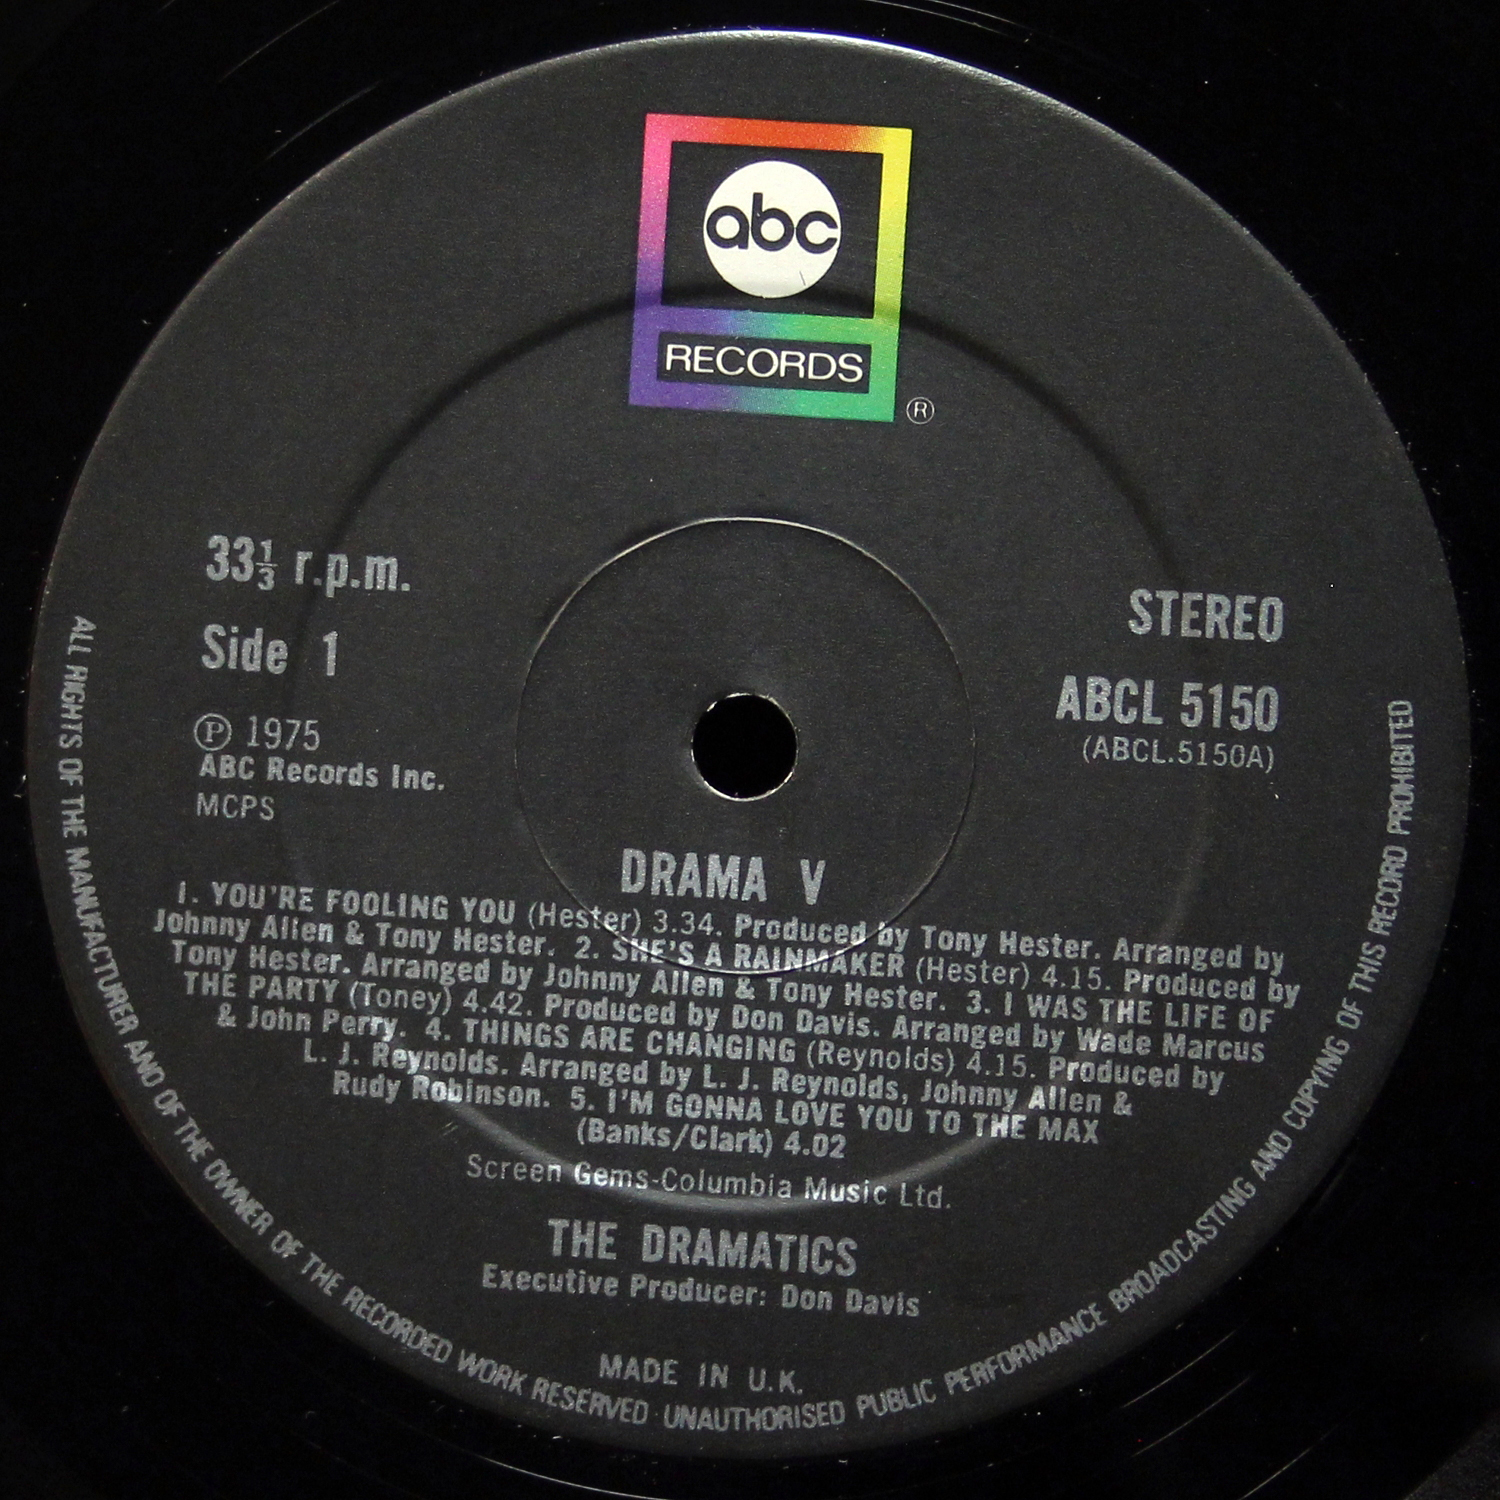 abc
RECORDS
®
33⅓ r.p.m.
Side 1
℗ 1975
ABC Records Inc.
MCPS
STEREO
ABCL 5150
(ABCL.5150A)
DRAMA V
1. YOU'RE FOOLING YOU (Hester) 3.34. Produced by Tony Hester. Arranged by
Johnny Allen & Tony Hester. 2. SHE'S A RAINMAKER (Hester) 4.15. Produced by
Tony Hester. Arranged by Johnny Allen & Tony Hester. 3. I WAS THE LIFE OF
THE PARTY (Toney) 4.42. Produced by Don Davis. Arranged by Wade Marcus
& John Perry. 4. THINGS ARE CHANGING (Reynolds) 4.15. Produced by
L. J. Reynolds. Arranged by L. J. Reynolds, Johnny Allen &
Rudy Robinson. 5. I'M GONNA LOVE YOU TO THE MAX
(Banks/Clark) 4.02
Screen Gems-Columbia Music Ltd.
THE DRAMATICS
Executive Producer: Don Davis
MADE IN U.K.
ALL RIGHTS OF THE MANUFACTURER AND OF THE OWNER OF THE RECORDED WORK RESERVED UNAUTHORISED PUBLIC PERFORMANCE BROADCASTING AND COPYING OF THIS RECORD PROHIBITED